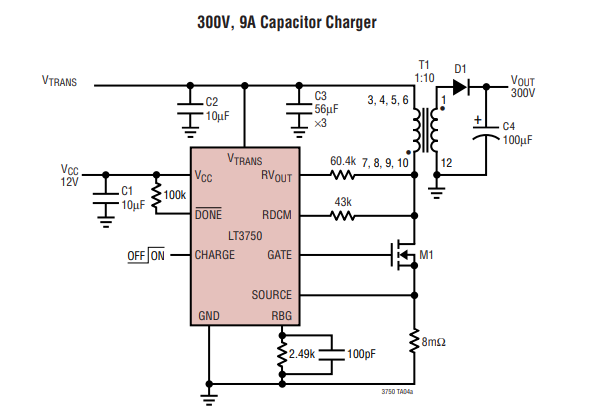 300V, 9A Capacitor Charger
T1
1:10
D1
VTRANS
VOUT
300V
C2
10µF
C3
56µF
×3
3, 4, 5, 6
1
+
C4
100µF
VTRANS
60.4k
7, 8, 9, 10
12
VCC
12V
VCC
RVOUT
C1
10µF
100k
43k
DONE
RDCM
LT3750
OFF ON
CHARGE
GATE
M1
SOURCE
GND
RBG
2.49k
100pF
8mΩ
3750 TA04a